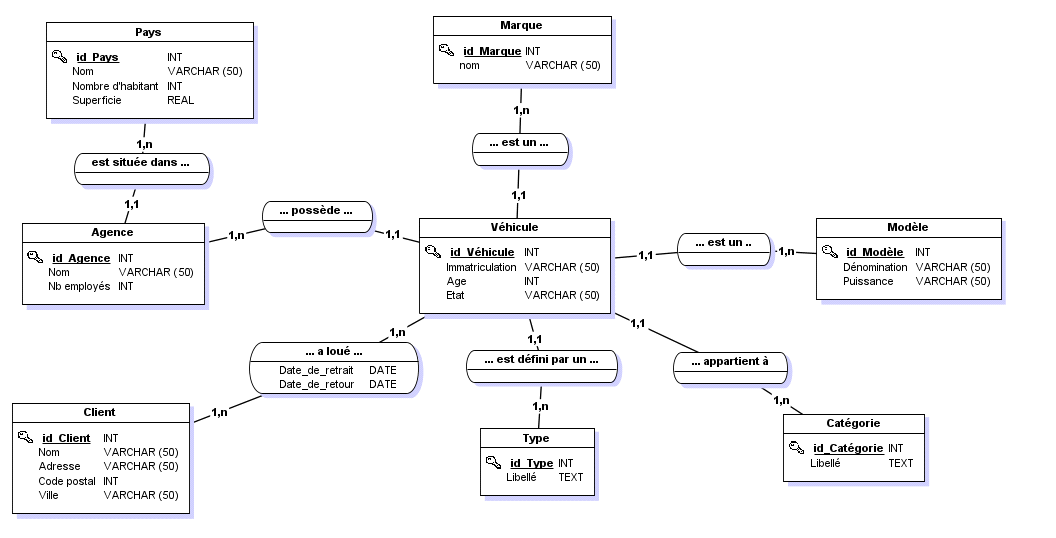 Pays
id_Pays INT
Nom VARCHAR (50)
Nombre d'habitant INT
Superficie REAL
Marque
id_Marque INT
nom VARCHAR (50)
1,n
1,n
est située dans ...
... est un ...
1,1
1,1
Agence
id_Agence INT
Nom VARCHAR (50)
Nb employés INT
... possède ...
1,n
1,1
Véhicule
id_Véhicule INT
Immatriculation VARCHAR (50)
Age INT
Etat VARCHAR (50)
... est un ..
1,1
1,n
Modèle
id_Modèle INT
Dénomination VARCHAR (50)
Puissance VARCHAR (50)
1,n
1,1
1,1
... a loué ...
Date_de_retrait DATE
Date_de_retour DATE
... est défini par un ...
... appartient à
1,n
1,n
1,n
Client
id_Client INT
Nom VARCHAR (50)
Adresse VARCHAR (50)
Code postal INT
Ville VARCHAR (50)
Type
id_Type INT
Libellé TEXT
Catégorie
id_Catégorie INT
Libellé TEXT